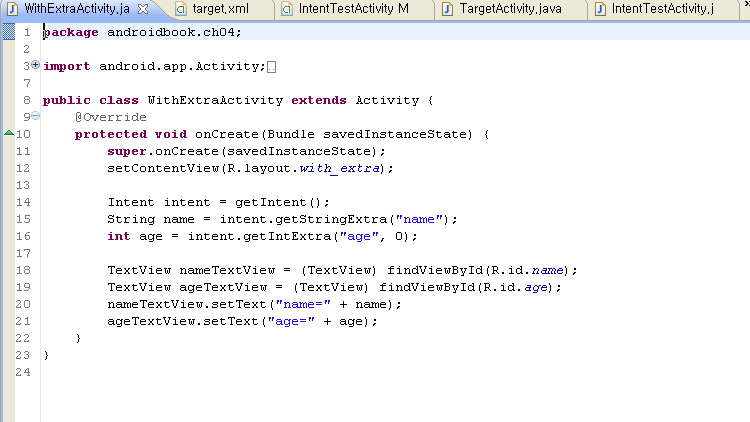 WithExtraActivity.ja
target.xml
IntentTestActivity M
TargetActivity.java
IntentTestActivity.j
1 package androidbook.ch04;
2
3 import android.app.Activity;
7
8 public class WithExtraActivity extends Activity {
9 @Override
10 protected void onCreate(Bundle savedInstanceState) {
11 super.onCreate(savedInstanceState);
12 setContentView(R.layout.with_extra);
13
14 Intent intent = getIntent();
15 String name = intent.getStringExtra("name");
16 int age = intent.getIntExtra("age", 0);
17
18 TextView nameTextView = (TextView) findViewById(R.id.name);
19 TextView ageTextView = (TextView) findViewById(R.id.age);
20 nameTextView.setText("name=" + name);
21 ageTextView.setText("age=" + age);
22 }
23 }
24